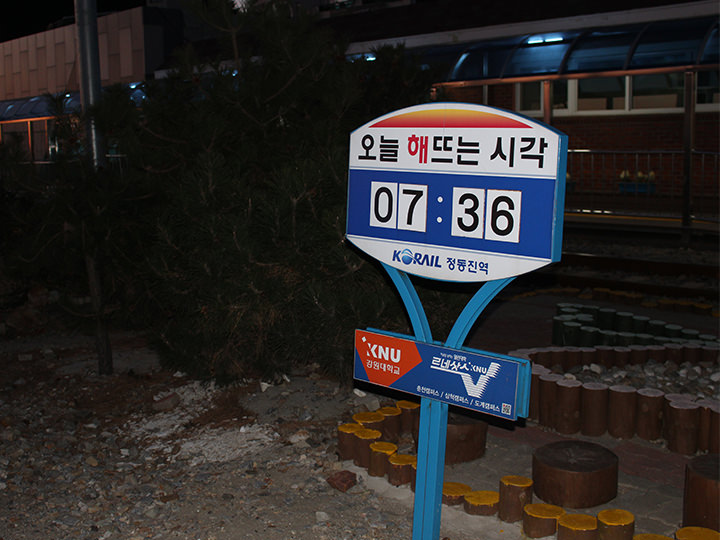 오늘 해뜨는 시각
07:36
KORAIL 정동진역
KNU
강원대학교
르네상스 KNU
춘천캠퍼스 / 삼척캠퍼스 / 도계캠퍼스